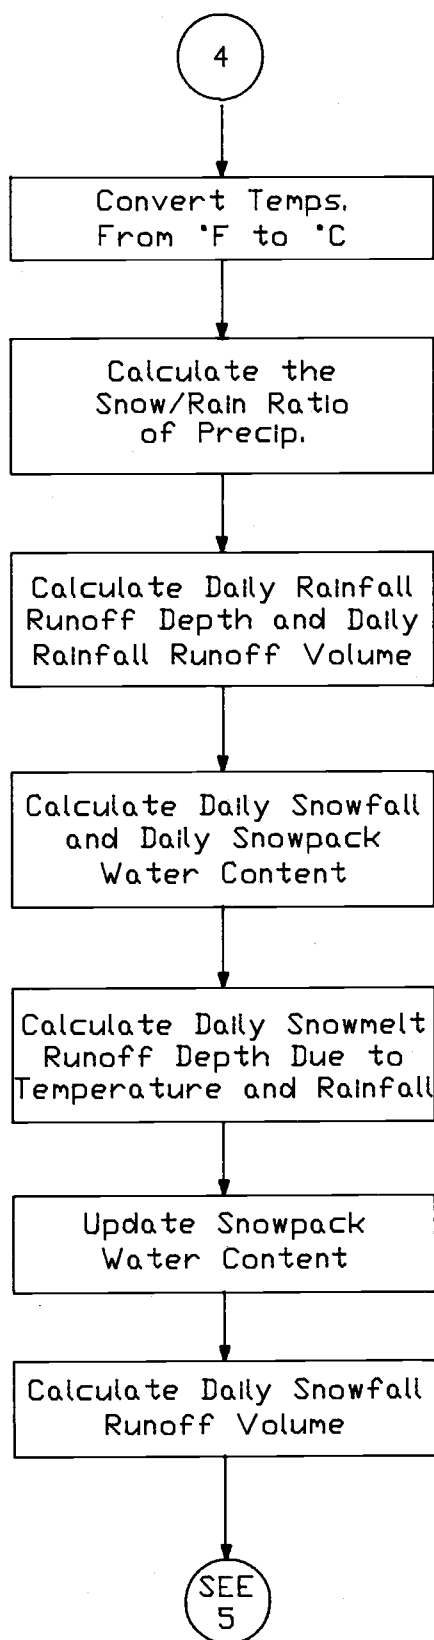 4
Convert Temps.
From °F to °C
Calculate the
Snow/Rain Ratio
of Precip.
Calculate Daily Rainfall
Runoff Depth and Daily
Rainfall Runoff Volume
Calculate Daily Snowfall
and Daily Snowpack
Water Content
Calculate Daily Snowmelt
Runoff Depth Due to
Temperature and Rainfall
Update Snowpack
Water Content
Calculate Daily Snowfall
Runoff Volume
SEE
5